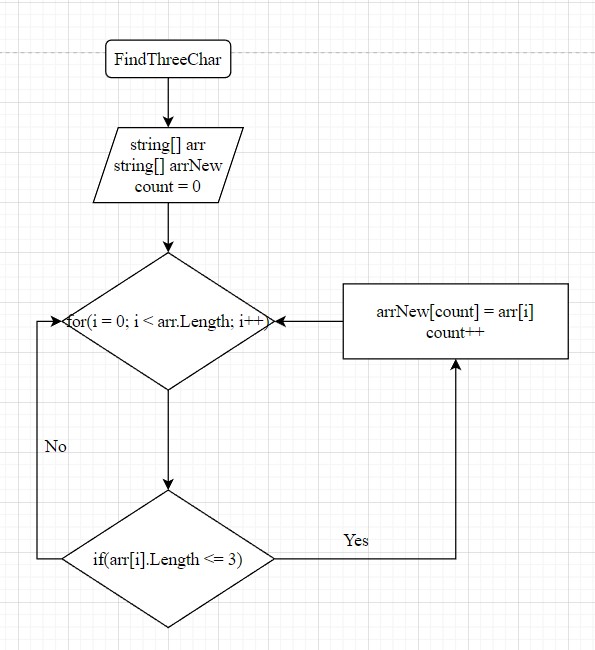 FindThreeChar
string[] arr
string[] arrNew
count = 0
for(i = 0; i < arr.Length; i++)
arrNew[count] = arr[i]
count++
No
Yes
if(arr[i].Length <= 3)